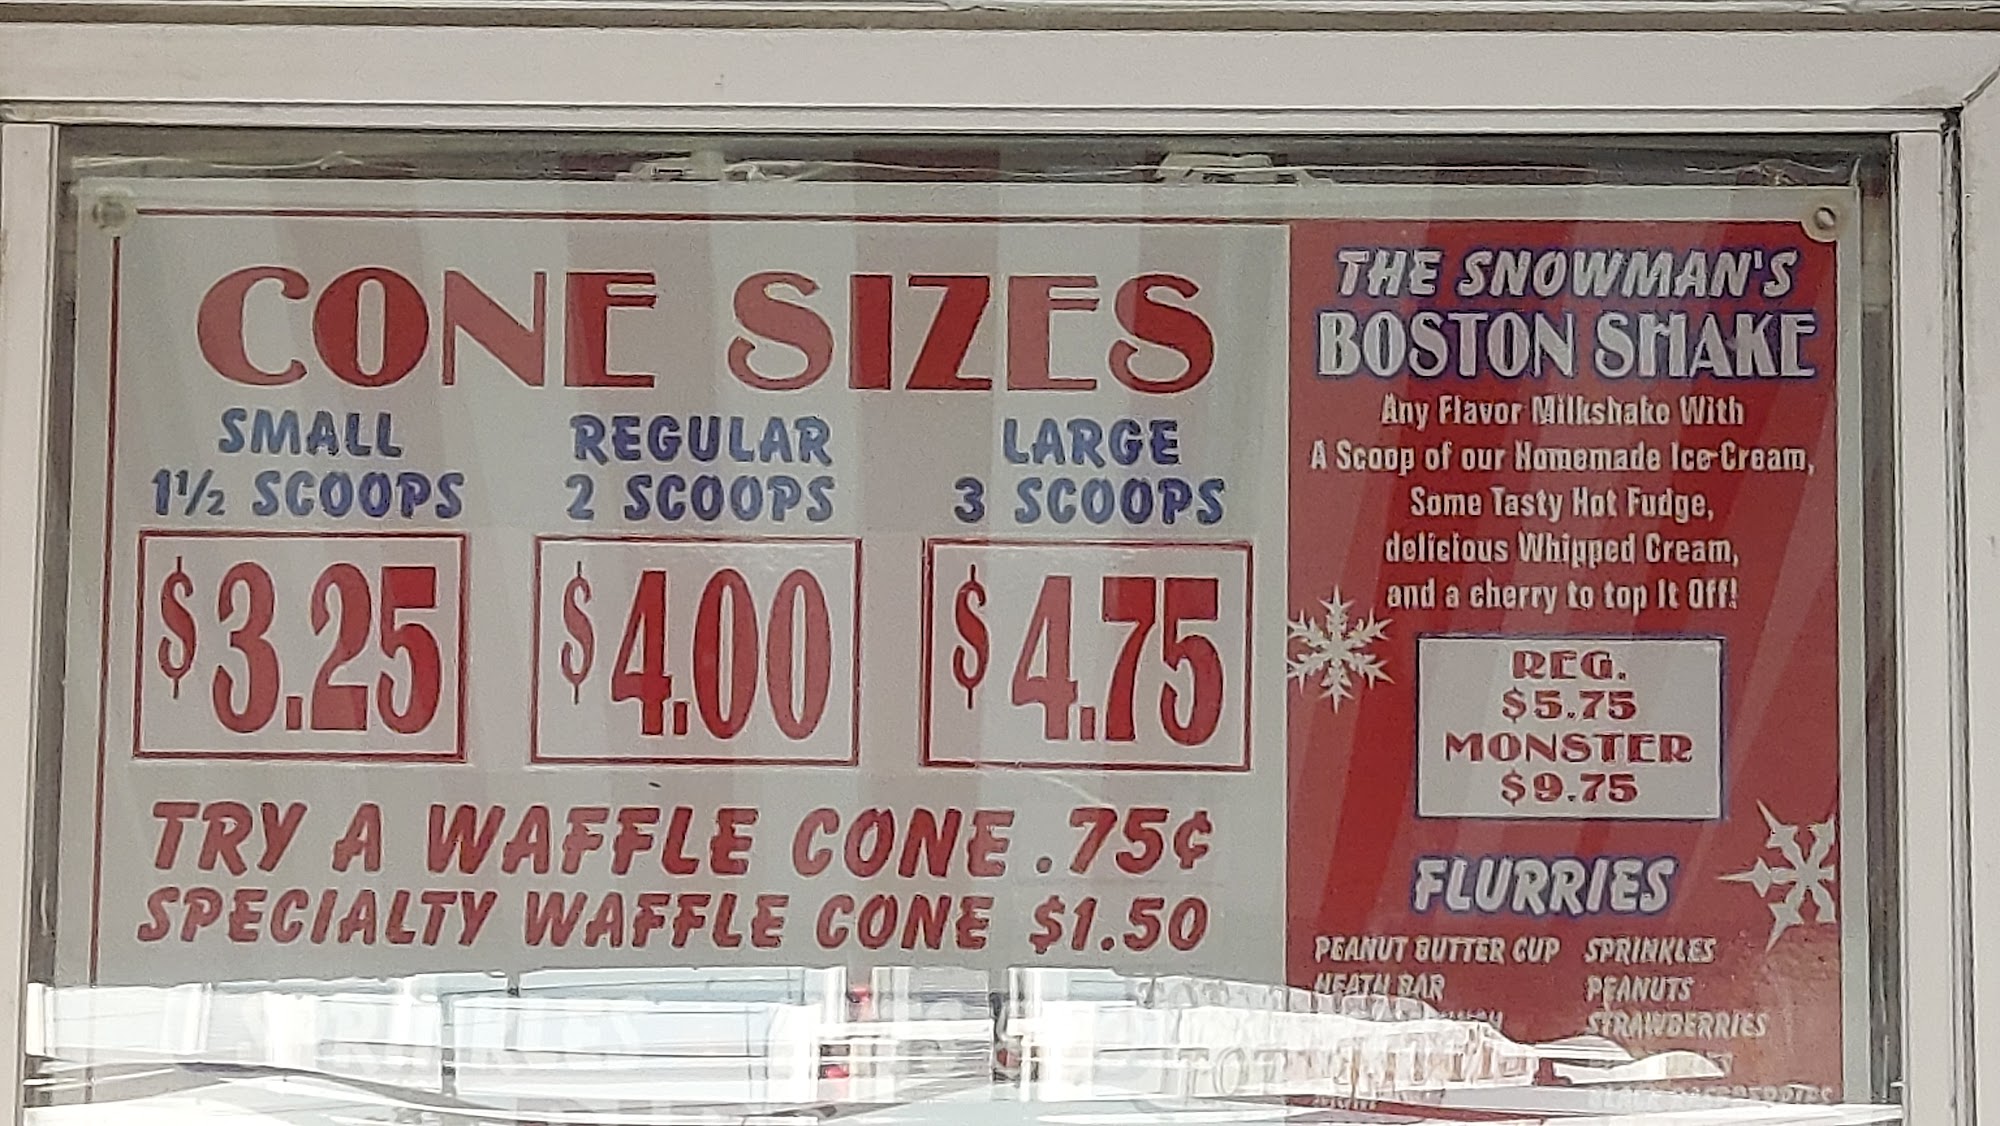 CONE SIZES
SMALL
1½ SCOOPS
$3.25
REGULAR
2 SCOOPS
$4.00
LARGE
3 SCOOPS
$4.75
TRY A WAFFLE CONE .75¢
SPECIALTY WAFFLE CONE $1.50
THE SNOWMAN'S
BOSTON SHAKE
Any Flavor Milkshake With
A Scoop of our Homemade Ice Cream,
Some Tasty Hot Fudge,
delicious Whipped Cream,
and a cherry to top It Off!
REG.
$5.75
MONSTER
$9.75
FLURRIES
PEANUT BUTTER CUP
HEATH BAR
SPRINKLES
PEANUTS
STRAWBERRIES